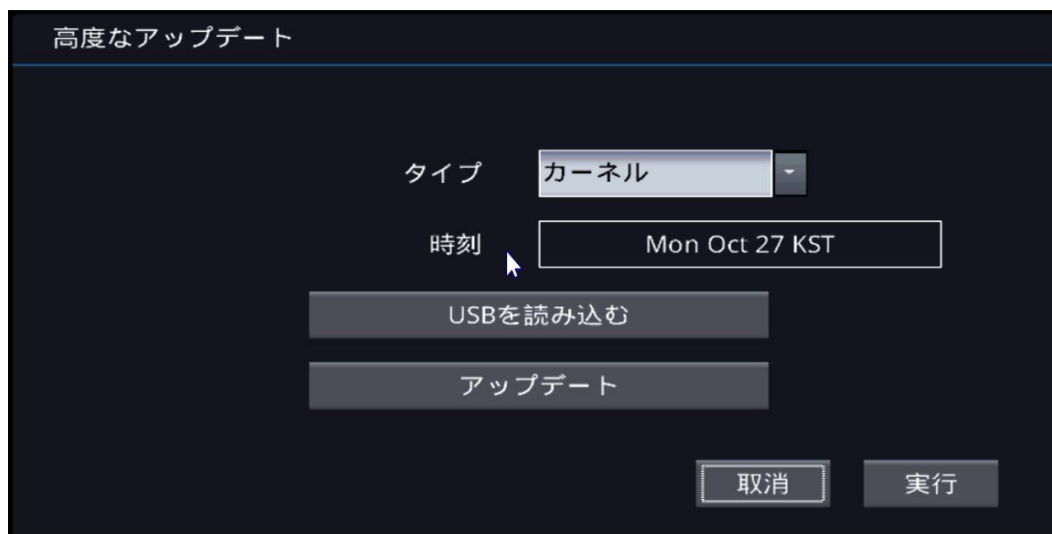 高度なアップデート
タイプ カーネル
時刻 Mon Oct 27 KST
USBを読み込む
アップデート
取消 実行